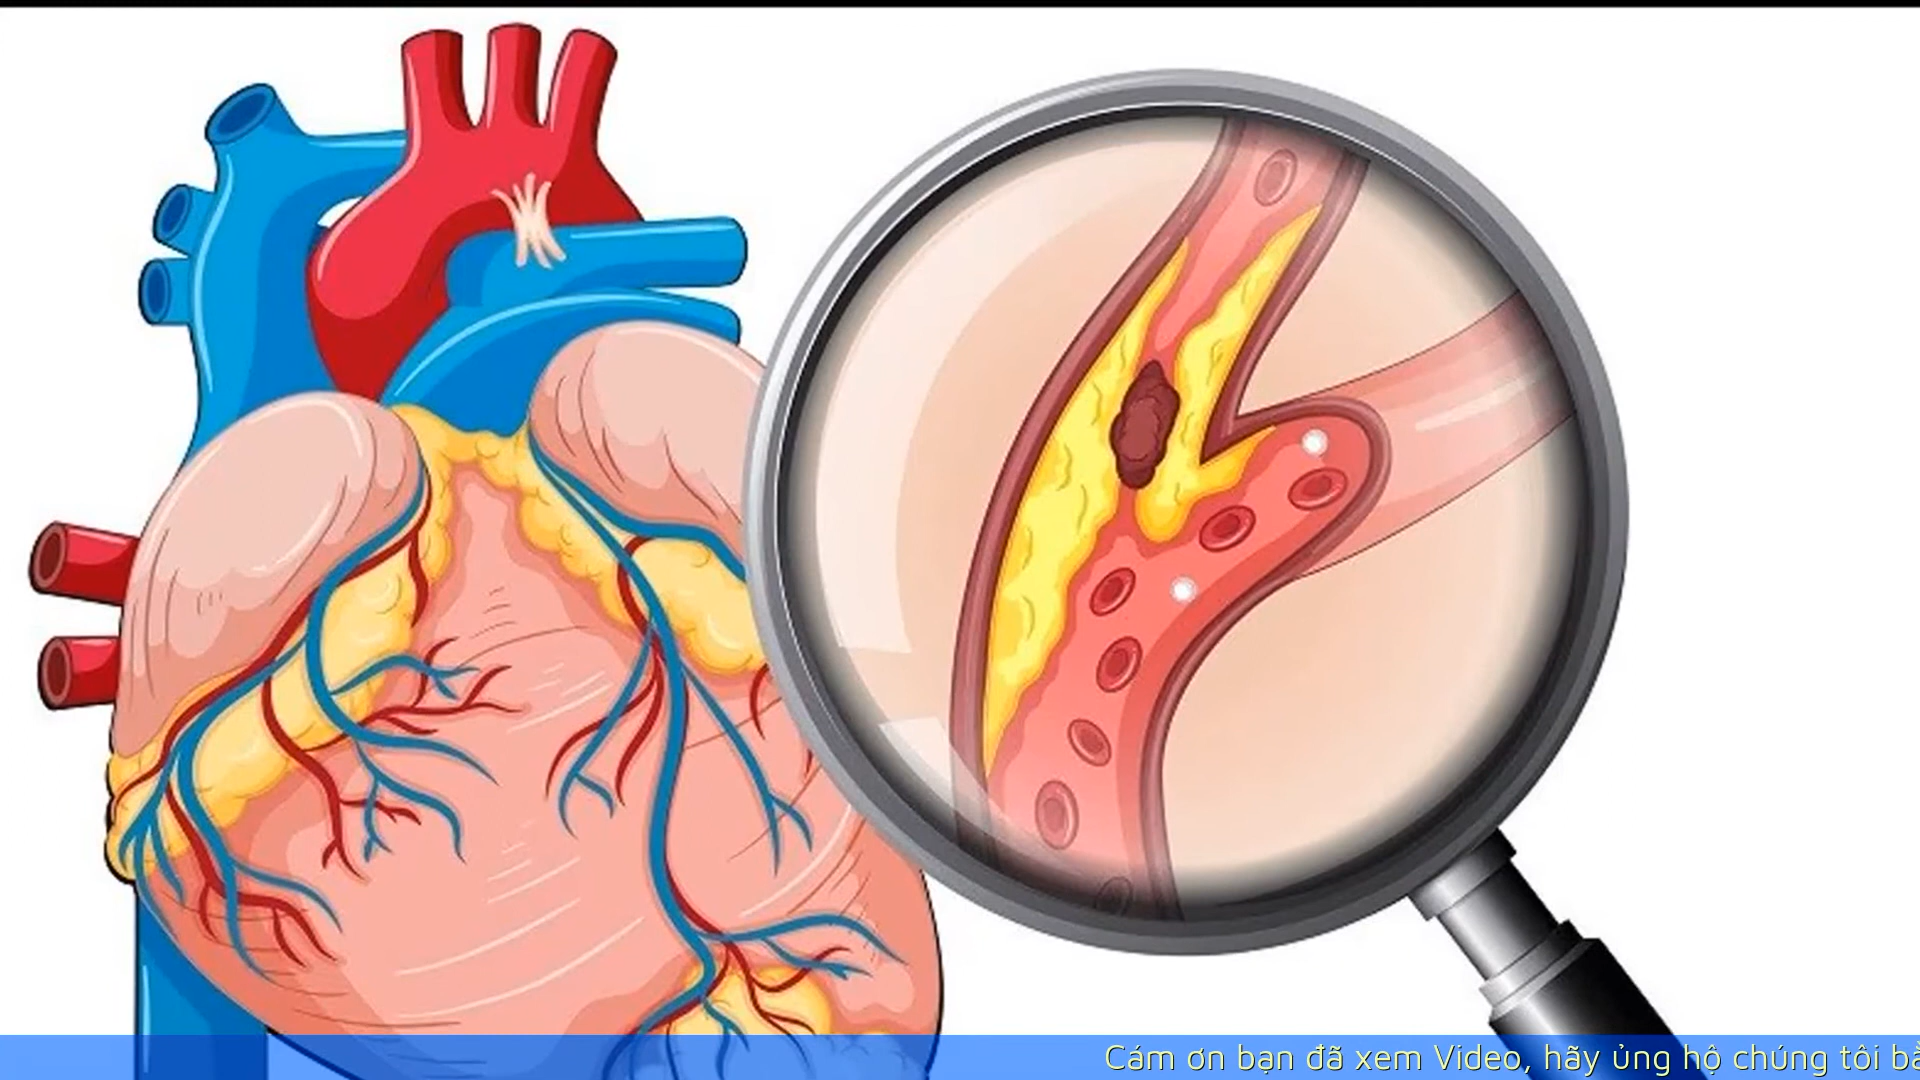 Cám ơn bạn đã xem Video, hãy ủng hộ chúng tôi